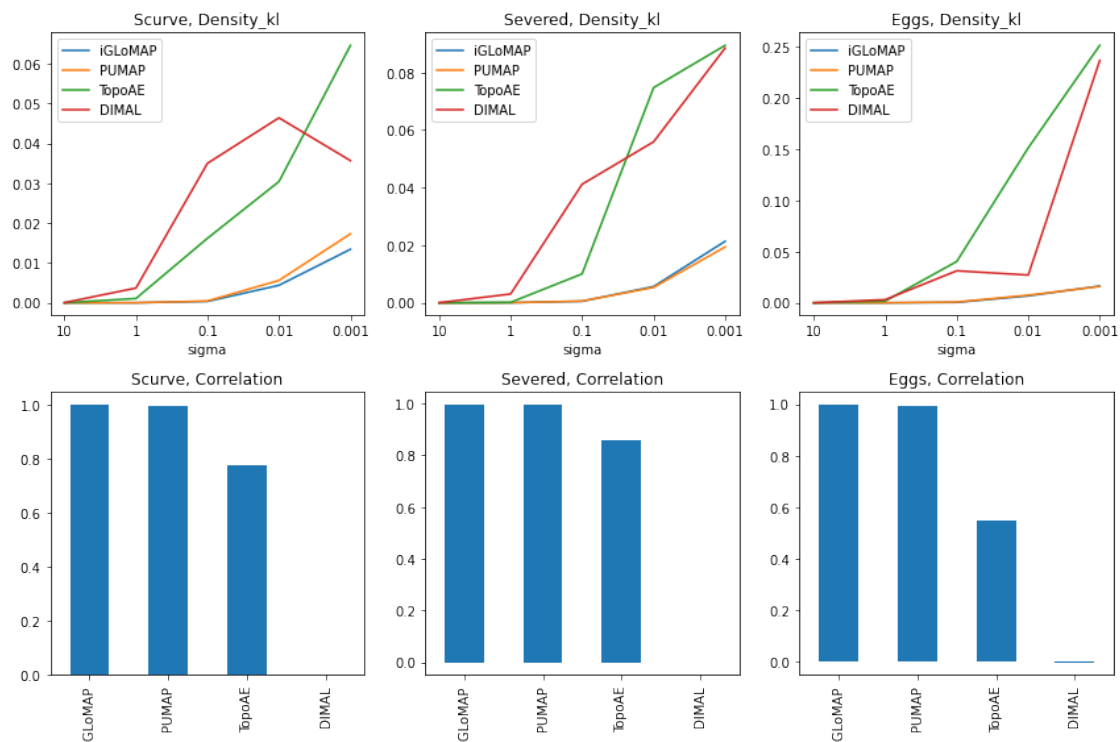 Scurve, Density_kl
iGLoMAP
PUMAP
TopoAE
DIMAL
0.06
0.05
0.04
0.03
0.02
0.01
0.00
10 1 0.1 0.01 0.001
sigma
Severed, Density_kl
iGLoMAP
PUMAP
TopoAE
DIMAL
0.08
0.06
0.04
0.02
0.00
10 1 0.1 0.01 0.001
sigma
Eggs, Density_kl
iGLoMAP
PUMAP
TopoAE
DIMAL
0.25
0.20
0.15
0.10
0.05
0.00
10 1 0.1 0.01 0.001
sigma
Scurve, Correlation
1.0
0.8
0.6
0.4
0.2
0.0
GLoMAP
PUMAP
TopoAE
DIMAL
Severed, Correlation
1.0
0.8
0.6
0.4
0.2
0.0
GLoMAP
PUMAP
TopoAE
DIMAL
Eggs, Correlation
1.0
0.8
0.6
0.4
0.2
0.0
GLoMAP
PUMAP
TopoAE
DIMAL